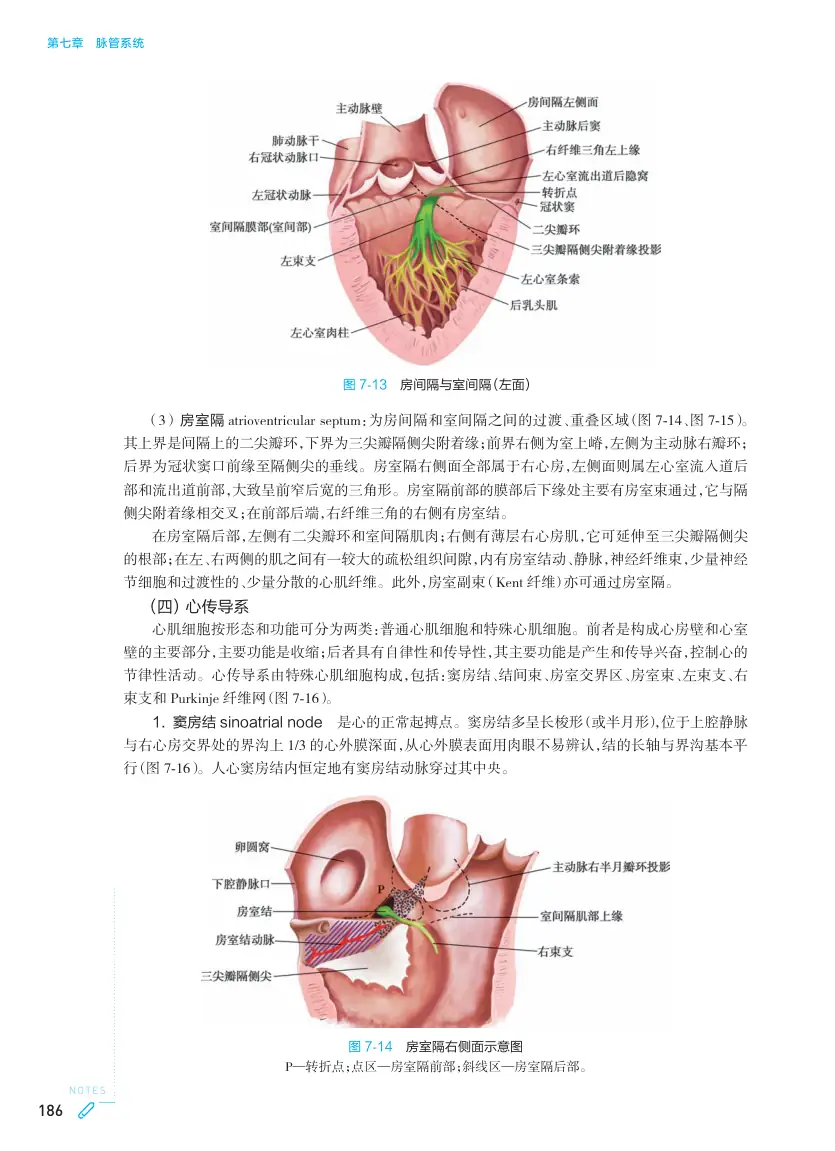 第七章 脉管系统
主动脉壁
肺动脉干
右冠状动脉口
左冠状动脉
室间隔膜部(室间部)
左束支
左心室肉柱
房间隔左侧面
主动脉后窦
右纤维三角左上缘
左心室流出道后隐窝
转折点
冠状窦
二尖瓣环
三尖瓣隔侧尖附着缘投影
左心室条索
后乳头肌
图 7-13 房间隔与室间隔(左面)
(3)房室隔 atrioventricular septum:为房间隔和室间隔之间的过渡、重叠区域(图 7-14、图 7-15)。
其上界是间隔上的二尖瓣环,下界为三尖瓣隔侧尖附着缘;前界右侧为室上嵴,左侧为主动脉右瓣环;
后界为冠状窦口前缘至隔侧尖的垂线。房室隔右侧面全部属于右心房,左侧面则属左心室流入道后
部和流出道前部,大致呈前窄后宽的三角形。房室隔前部的膜部后下缘处主要有房室束通过,它与隔
侧尖附着缘相交叉;在前部后端,右纤维三角的右侧有房室结。
在房室隔后部,左侧有二尖瓣环和室间隔肌肉;右侧有薄层右心房肌,它可延伸至三尖瓣隔侧尖
的根部;在左、右两侧的肌之间有一较大的疏松组织间隙,内有房室结动、静脉,神经纤维束,少量神经
节细胞和过渡性的、少量分散的心肌纤维。此外,房室副束(Kent 纤维)亦可通过房室隔。
(四)心传导系
心肌细胞按形态和功能可分为两类:普通心肌细胞和特殊心肌细胞。前者是构成心房壁和心室
壁的主要部分,主要功能是收缩;后者具有自律性和传导性,其主要功能是产生和传导兴奋,控制心的
节律性活动。心传导系由特殊心肌细胞构成,包括:窦房结、结间束、房室交界区、房室束、左束支、右
束支和 Purkinje 纤维网(图 7-16)。
1. 窦房结 sinoatrial node 是心的正常起搏点。窦房结多呈长梭形(或半月形),位于上腔静脉
与右心房交界处的界沟上 1/3 的心外膜深面,从心外膜表面用肉眼不易辨认,结的长轴与界沟基本平
行(图 7-16)。人心窦房结内恒定地有窦房结动脉穿过其中央。
卵圆窝
下腔静脉口
房室结
房室结动脉
三尖瓣隔侧尖
P
主动脉右半月瓣环投影
室间隔肌部上缘
右束支
图 7-14 房室隔右侧面示意图
P—转折点;点区—房室隔前部;斜线区—房室隔后部。
NOTES
186